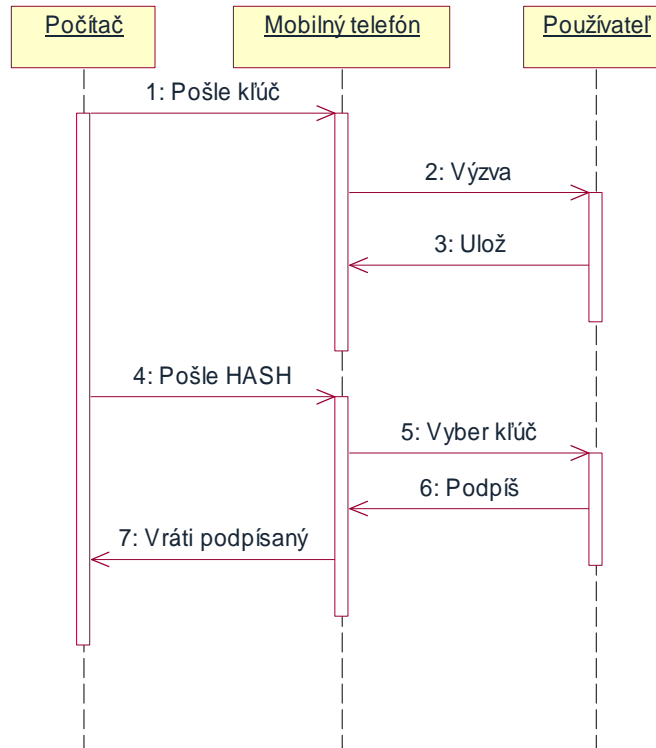 Počítač
Mobilný telefón
Používateľ
1: Pošle kľúč
2: Výzva
3: Ulož
4: Pošle HASH
5: Vyber kľúč
6: Podpíš
7: Vráti podpísaný